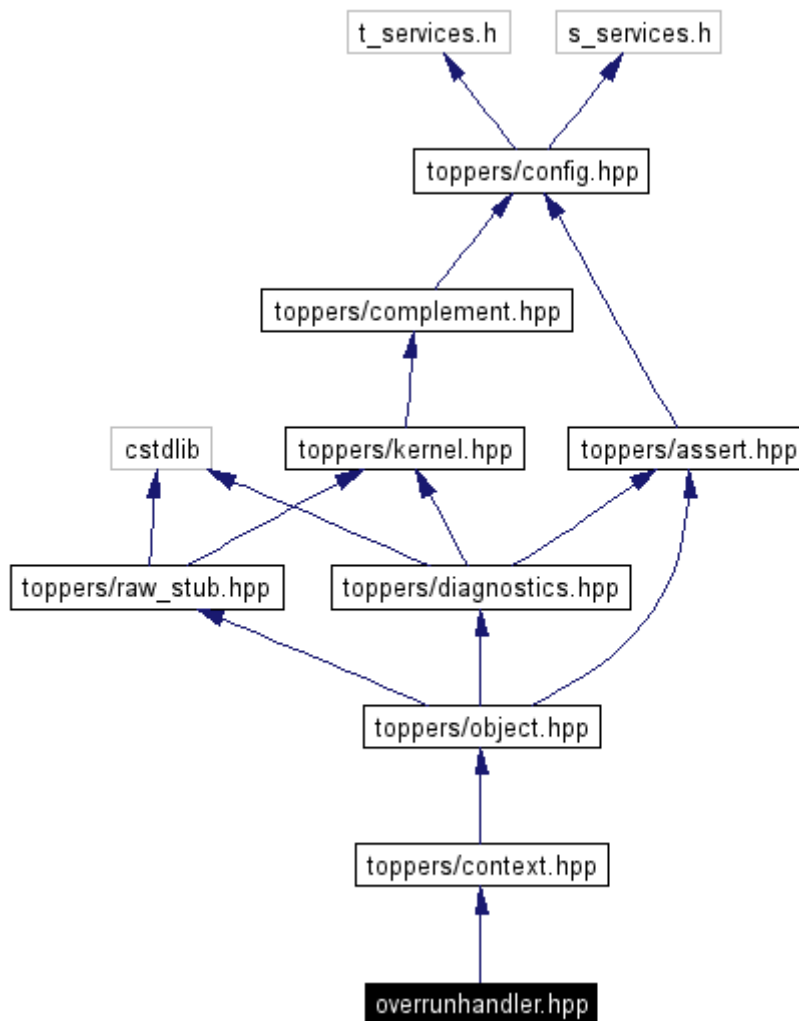 t_services.h
s_services.h
toppers/config.hpp
toppers/complement.hpp
cstdlib
toppers/kernel.hpp
toppers/assert.hpp
toppers/raw_stub.hpp
toppers/diagnostics.hpp
toppers/object.hpp
toppers/context.hpp
overrunhandler.hpp